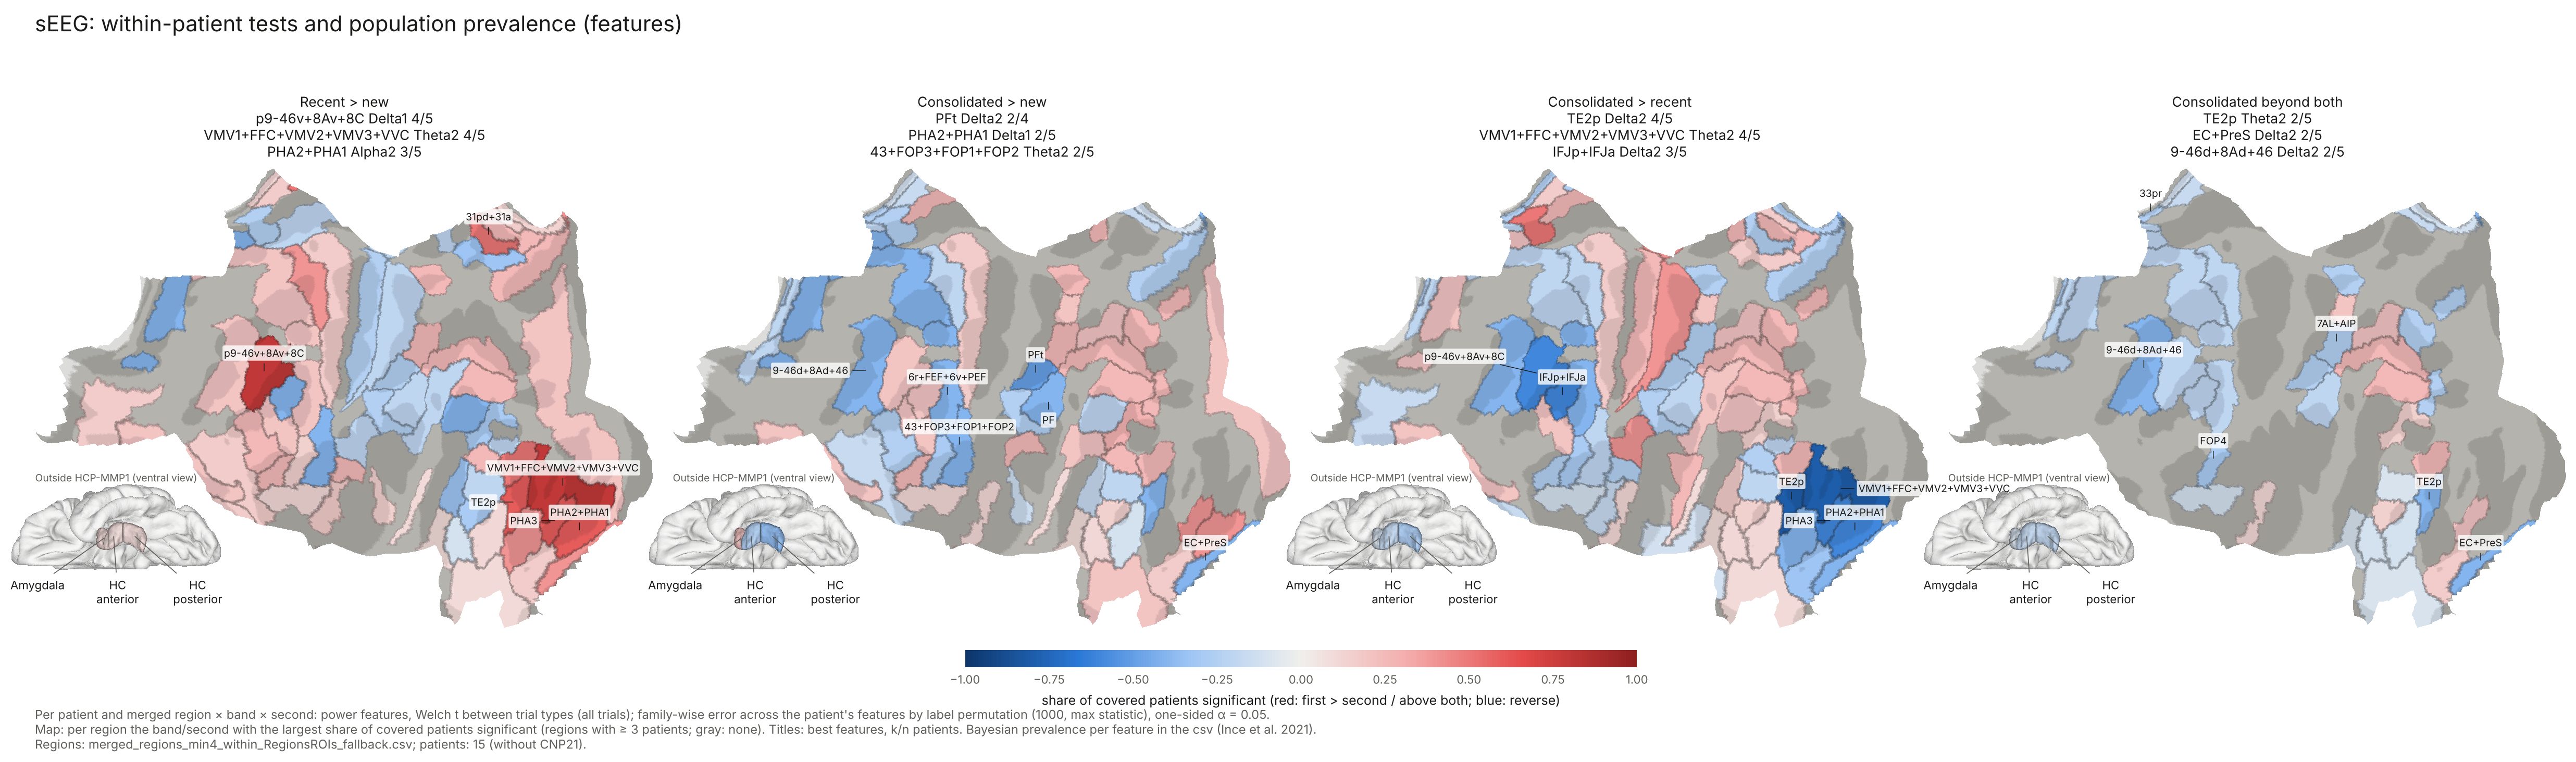 sEEG: within-patient tests and population prevalence (features)
Recent > new
p9-46v+8Av+8C Delta1 4/5
VMV1+FFC+VMV2+VMV3+VVC Theta2 4/5
PHA2+PHA1 Alpha2 3/5
31pd+31a
p9-46v+8Av+8C
VMV1+FFC+VMV2+VMV3+VVC
TE2p
PHA3
PHA2+PHA1
Outside HCP-MMP1 (ventral view)
Amygdala
HC
anterior
HC
posterior
Consolidated > new
PFt Delta2 2/4
PHA2+PHA1 Delta1 2/5
43+FOP3+FOP1+FOP2 Theta2 2/5
PFt
9-46d+8Ad+46
6r+FEF+6v+PEF
PF
43+FOP3+FOP1+FOP2
EC+PreS
Outside HCP-MMP1 (ventral view)
Amygdala
HC
anterior
HC
posterior
Consolidated > recent
TE2p Delta2 4/5
VMV1+FFC+VMV2+VMV3+VVC Theta2 4/5
IFJp+IFJa Delta2 3/5
p9-46v+8Av+8C
IFJp+IFJa
TE2p
VMV1+FFC+VMV2+VMV3+VVC
PHA2+PHA1
PHA3
Outside HCP-MMP1 (ventral view)
Amygdala
HC
anterior
HC
posterior
Consolidated beyond both
TE2p Theta2 2/5
EC+PreS Delta2 2/5
9-46d+8Ad+46 Delta2 2/5
33pr
7AL+AIP
9-46d+8Ad+46
FOP4
TE2p
EC+PreS
Outside HCP-MMP1 (ventral view)
Amygdala
HC
anterior
HC
posterior
−1.00 −0.75 −0.50 −0.25 0.00 0.25 0.50 0.75 1.00
share of covered patients significant (red: first > second / above both; blue: reverse)
Per patient and merged region × band × second: power features, Welch t between trial types (all trials); family-wise error across the patient's features by label permutation (1000, max statistic), one-sided α = 0.05.
Map: per region the band/second with the largest share of covered patients significant (regions with ≥ 3 patients; gray: none). Titles: best features, k/n patients. Bayesian prevalence per feature in the csv (Ince et al. 2021).
Regions: merged_regions_min4_within_RegionsROIs_fallback.csv; patients: 15 (without CNP21).